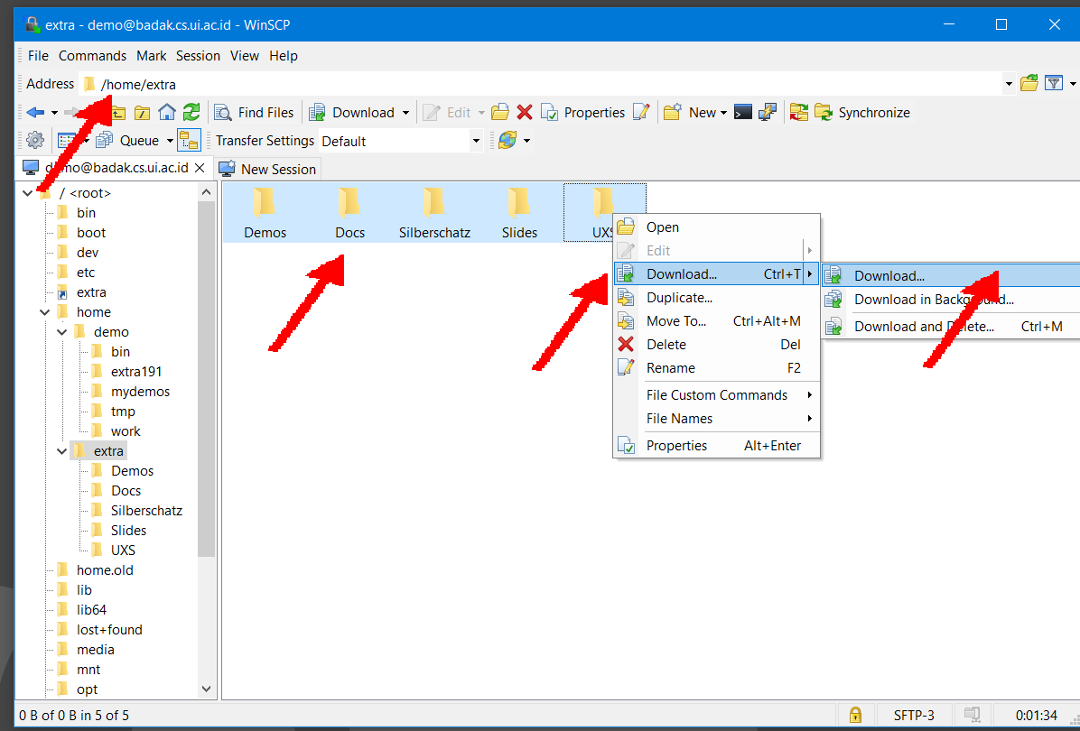 extra - demo@badak.cs.ui.ac.id - WinSCP
File Commands Mark Session View Help
Address /home/extra
Find Files Download Edit Properties New Synchronize
Queue Transfer Settings Default
demo@badak.cs.ui.ac.id New Session
/ <root>
bin
boot
dev
etc
extra
home
demo
bin
extra191
mydemos
tmp
work
extra
Demos
Docs
Silberschatz
Slides
UXS
home.old
lib
lib64
lost+found
media
mnt
opt
Demos Docs Silberschatz Slides UXS
Open
Edit
Download... Ctrl+T
Duplicate...
Move To... Ctrl+Alt+M
Delete Del
Rename F2
File Custom Commands
File Names
Properties Alt+Enter
Download...
Download in Background...
Download and Delete... Ctrl+M
0 B of 0 B in 5 of 5 SFTP-3 0:01:34